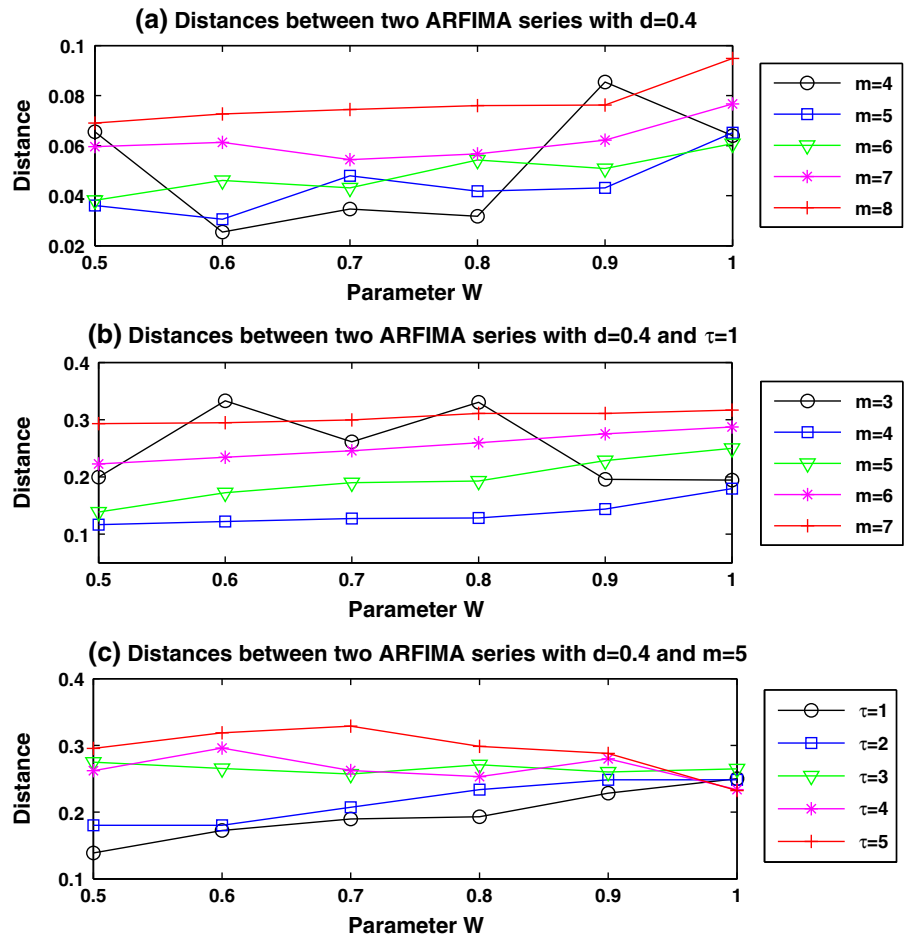 (a) Distances between two ARFIMA series with d=0.4
0.1
0.08
0.06
0.04
0.02
Distance
0.5 0.6 0.7 0.8 0.9 1
Parameter W
m=4
m=5
m=6
m=7
m=8
(b) Distances between two ARFIMA series with d=0.4 and τ=1
0.4
0.3
0.2
0.1
Distance
0.5 0.6 0.7 0.8 0.9 1
Parameter W
m=3
m=4
m=5
m=6
m=7
(c) Distances between two ARFIMA series with d=0.4 and m=5
0.4
0.3
0.2
0.1
Distance
0.5 0.6 0.7 0.8 0.9 1
Parameter W
τ=1
τ=2
τ=3
τ=4
τ=5